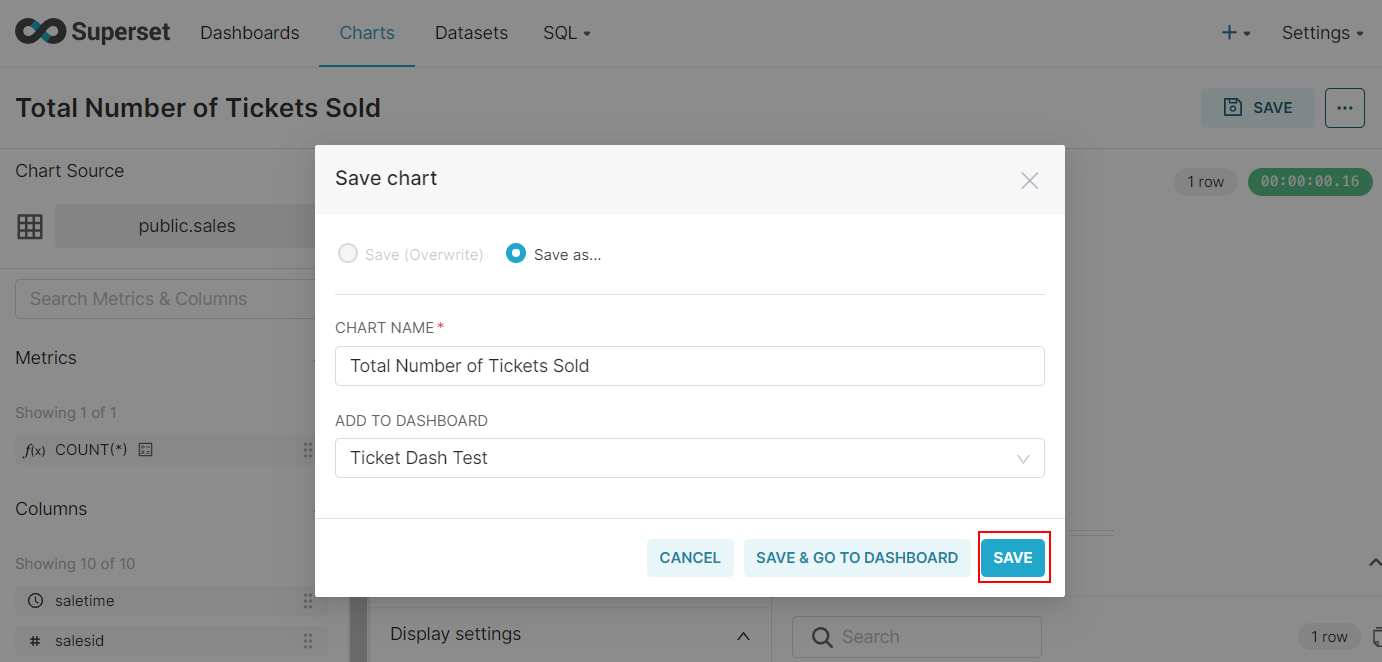 Superset Dashboards Charts Datasets SQL Settings
Total Number of Tickets Sold
SAVE
Chart Source
1 row 00:00:00.16
public.sales
Search Metrics & Columns
Metrics
Showing 1 of 1
f(x) COUNT(*)
Columns
Showing 10 of 10
saletime
# salesid
Save chart
Save (Overwrite) Save as...
CHART NAME *
Total Number of Tickets Sold
ADD TO DASHBOARD
Ticket Dash Test
CANCEL SAVE & GO TO DASHBOARD SAVE
Display settings
Search
1 row